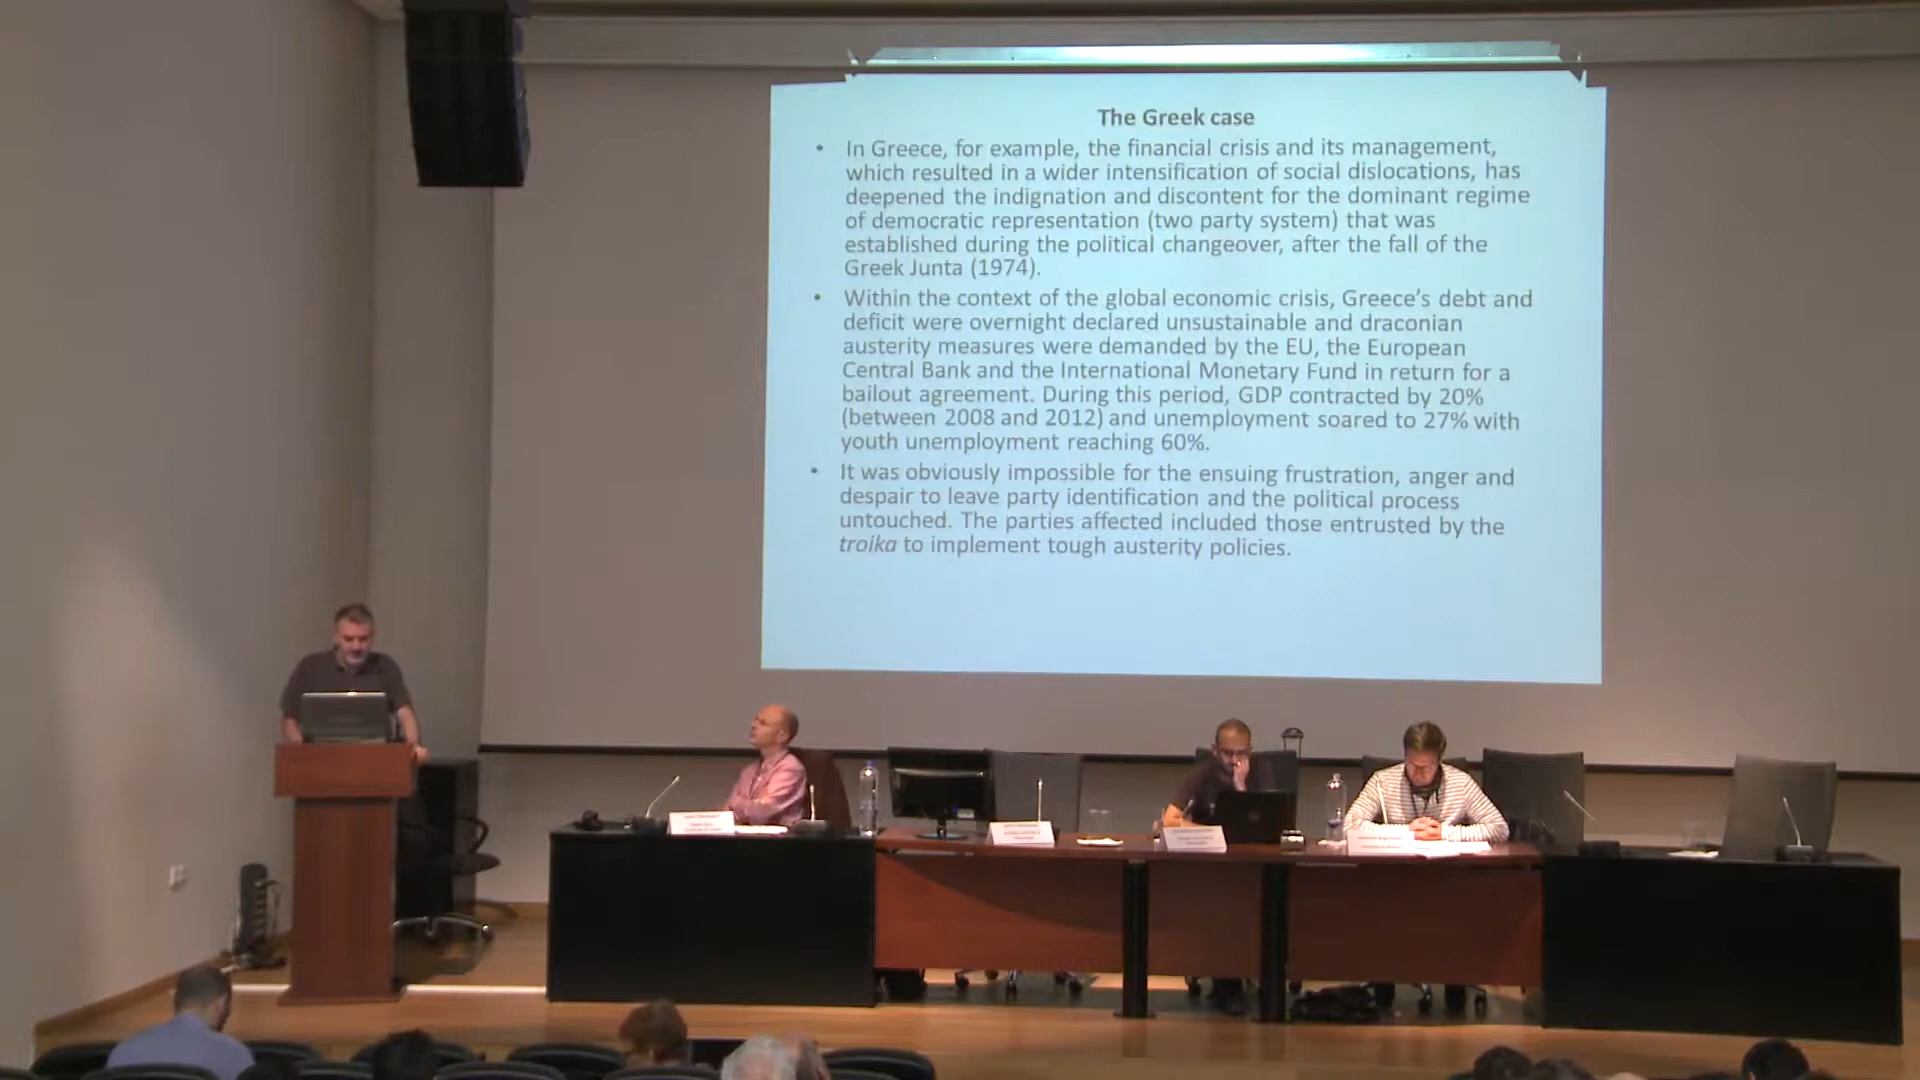 The Greek case
• In Greece, for example, the financial crisis and its management,
which resulted in a wider intensification of social dislocations, has
deepened the indignation and discontent for the dominant regime
of democratic representation (two party system) that was
established during the political changeover, after the fall of the
Greek Junta (1974).
• Within the context of the global economic crisis, Greece’s debt and
deficit were overnight declared unsustainable and draconian
austerity measures were demanded by the EU, the European
Central Bank and the International Monetary Fund in return for a
bailout agreement. During this period, GDP contracted by 20%
(between 2008 and 2012) and unemployment soared to 27% with
youth unemployment reaching 60%.
• It was obviously impossible for the ensuing frustration, anger and
despair to leave party identification and the political process
untouched. The parties affected included those entrusted by the
troika to implement tough austerity policies.